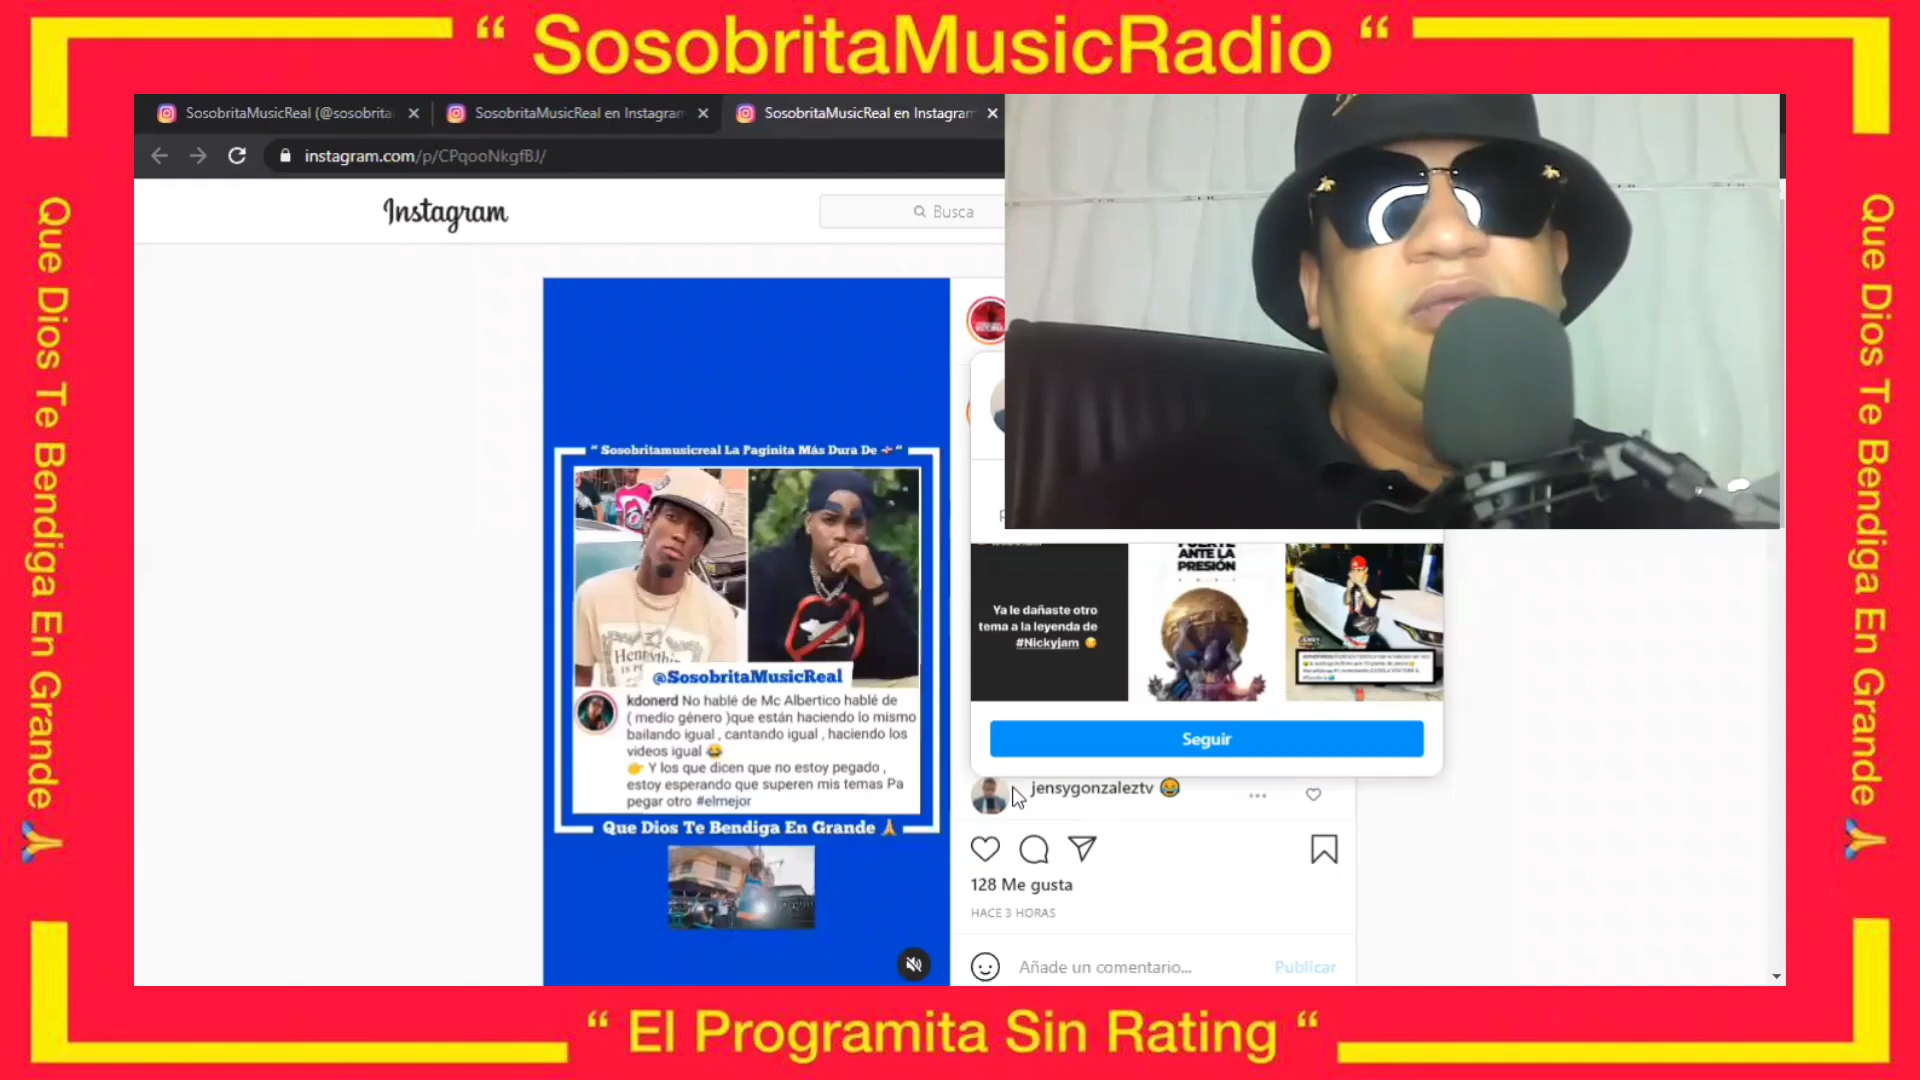 “ SosobritaMusicRadio “
SosobritaMusicReal (@sosobrita
SosobritaMusicReal en Instagram
SosobritaMusicReal en Instagram
instagram.com/p/CPqooNkgfBJ/
Instagram
Busca
Que Dios Te Bendiga En Grande 🙏
Que Dios Te Bendiga En Grande 🙏
“ Sosobritamusicreal La Paginita Más Dura De 🇩🇴 “
Hennythi
@SosobritaMusicReal
kdonerd No hablé de Mc Albertico hablé de
( medio género )que están haciendo lo mismo
bailando igual , cantando igual , haciendo los
videos igual 😂
👉 Y los que dicen que no estoy pegado ,
estoy esperando que superen mis temas Pa
pegar otro #elmejor
Que Dios Te Bendiga En Grande 🙏
Ya le dañaste otro
tema a la leyenda de
#Nickyjam
FUERTE
ANTE LA
PRESIÓN
Seguir
jensygonzaleztv 😂
128 Me gusta
HACE 3 HORAS
Añade un comentario...
Publicar
“ El Programita Sin Rating “